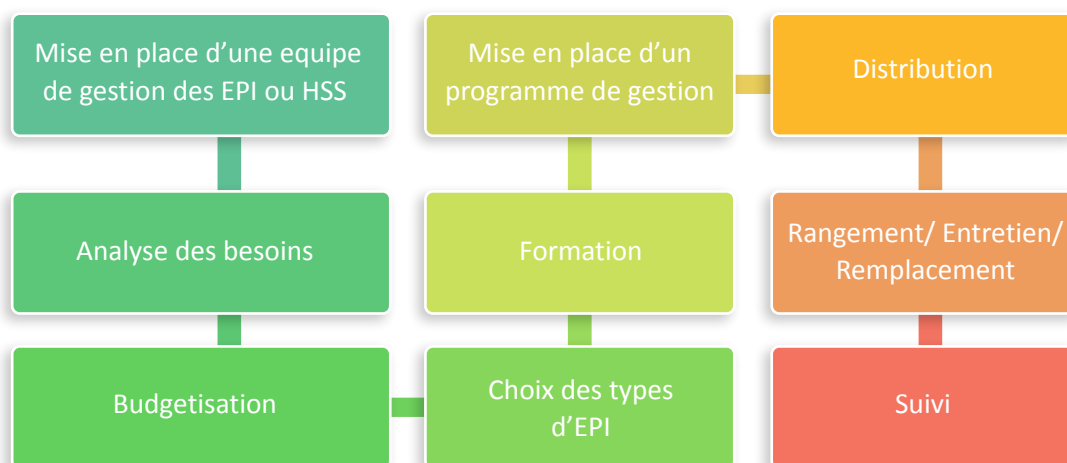 Mise en place d’une equipe
de gestion des EPI ou HSS
Analyse des besoins
Budgetisation
Choix des types
d’EPI
Formation
Mise en place d’un
programme de gestion
Distribution
Rangement/ Entretien/
Remplacement
Suivi